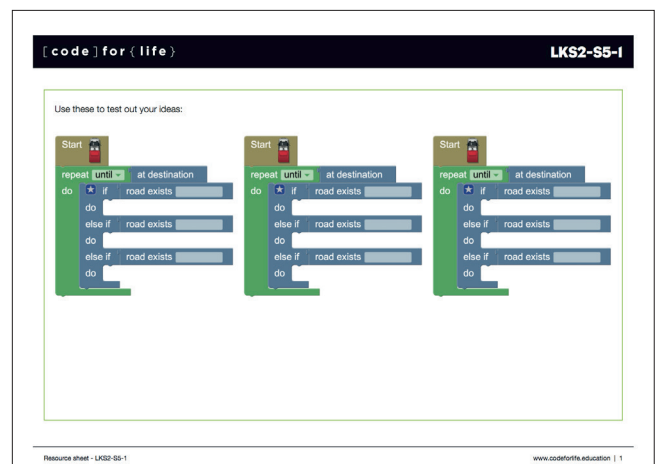 [code]for{life}
LKS2-S5-1
Use these to test out your ideas:
Start
repeat until at destination
do if road exists
do
else if road exists
do
else if road exists
do
Start
repeat until at destination
do if road exists
do
else if road exists
do
else if road exists
do
Start
repeat until at destination
do if road exists
do
else if road exists
do
else if road exists
do
Resource sheet - LKS2-S5-1
www.codeforlife.education | 1